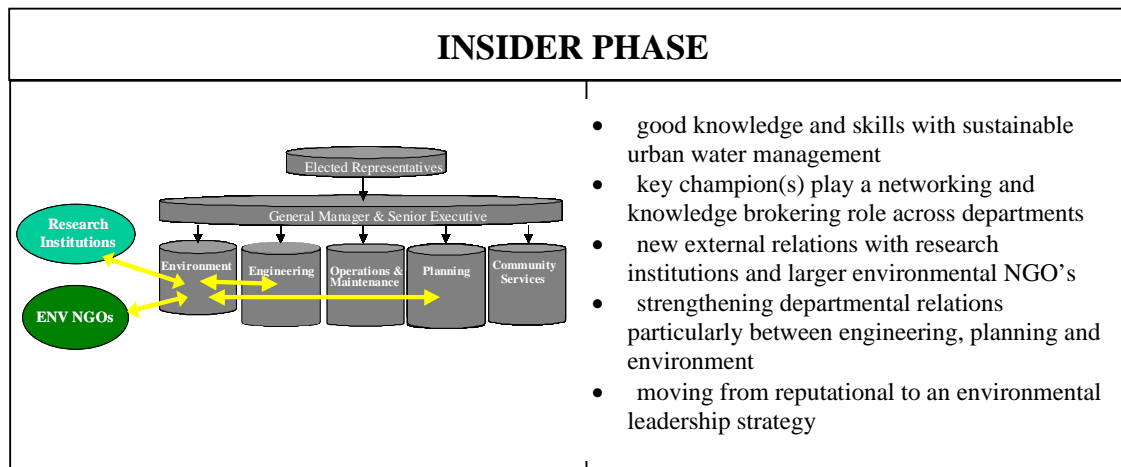 INSIDER PHASE
Elected Representatives
General Manager & Senior Executive
Research
Institutions
ENV NGOs
Environment
Engineering
Operations &
Maintenance
Planning
Community
Services
• good knowledge and skills with sustainable
urban water management
• key champion(s) play a networking and
knowledge brokering role across departments
• new external relations with research
institutions and larger environmental NGO's
• strengthening departmental relations
particularly between engineering, planning and
environment
• moving from reputational to an environmental
leadership strategy